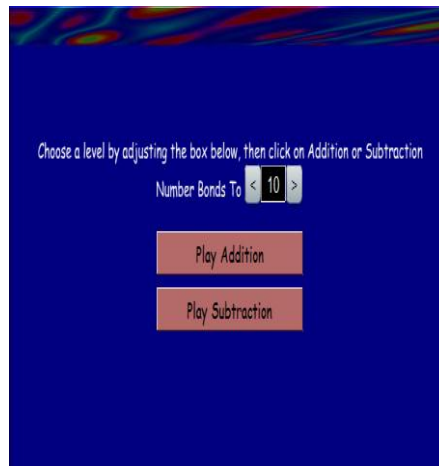 Choose a level by adjusting the box below, then click on Addition or Subtraction
Number Bonds To < 10 >
Play Addition
Play Subtraction